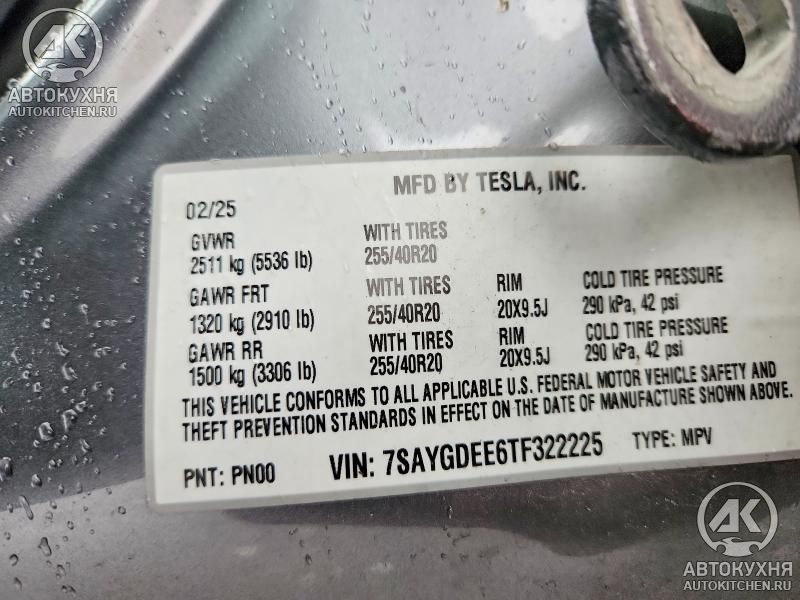 AK
АВТОКУХНЯ
AUTOKITCHEN.RU
MFD BY TESLA, INC.
02/25
GVWR WITH TIRES
2511 kg (5536 lb) 255/40R20
GAWR FRT WITH TIRES RIM COLD TIRE PRESSURE
1320 kg (2910 lb) 255/40R20 20X9.5J 290 kPa, 42 psi
GAWR RR WITH TIRES RIM COLD TIRE PRESSURE
1500 kg (3306 lb) 255/40R20 20X9.5J 290 kPa, 42 psi
THIS VEHICLE CONFORMS TO ALL APPLICABLE U.S. FEDERAL MOTOR VEHICLE SAFETY AND
THEFT PREVENTION STANDARDS IN EFFECT ON THE DATE OF MANUFACTURE SHOWN ABOVE.
PNT: PN00 VIN: 7SAYGDEE6TF322225 TYPE: MPV
AK
АВТОКУХНЯ
AUTOKITCHEN.RU